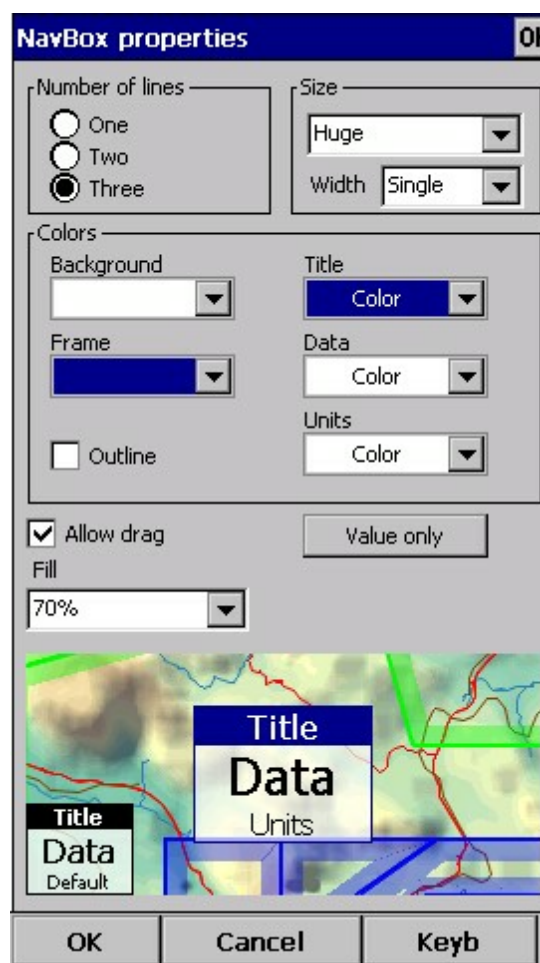 NavBox properties
Number of lines
One
Two
Three
Size
Huge
Width Single
Colors
Background
Title
Color
Frame
Data
Color
Units
Color
Outline
Allow drag
Value only
Fill
70%
Title
Data
Units
Title
Data
Default
OK Cancel Keyb